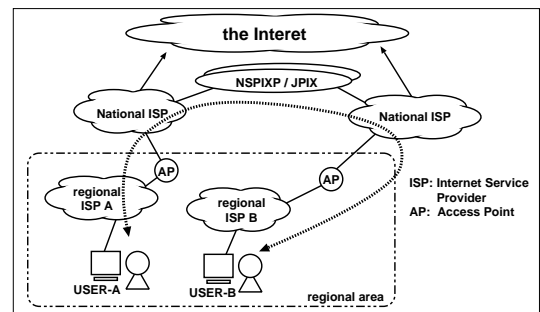 the Interet
NSPIXP / JPIX
National ISP
National ISP
AP
AP
regional
ISP A
regional
ISP B
ISP: Internet Service
Provider
AP: Access Point
USER-A
USER-B
regional area